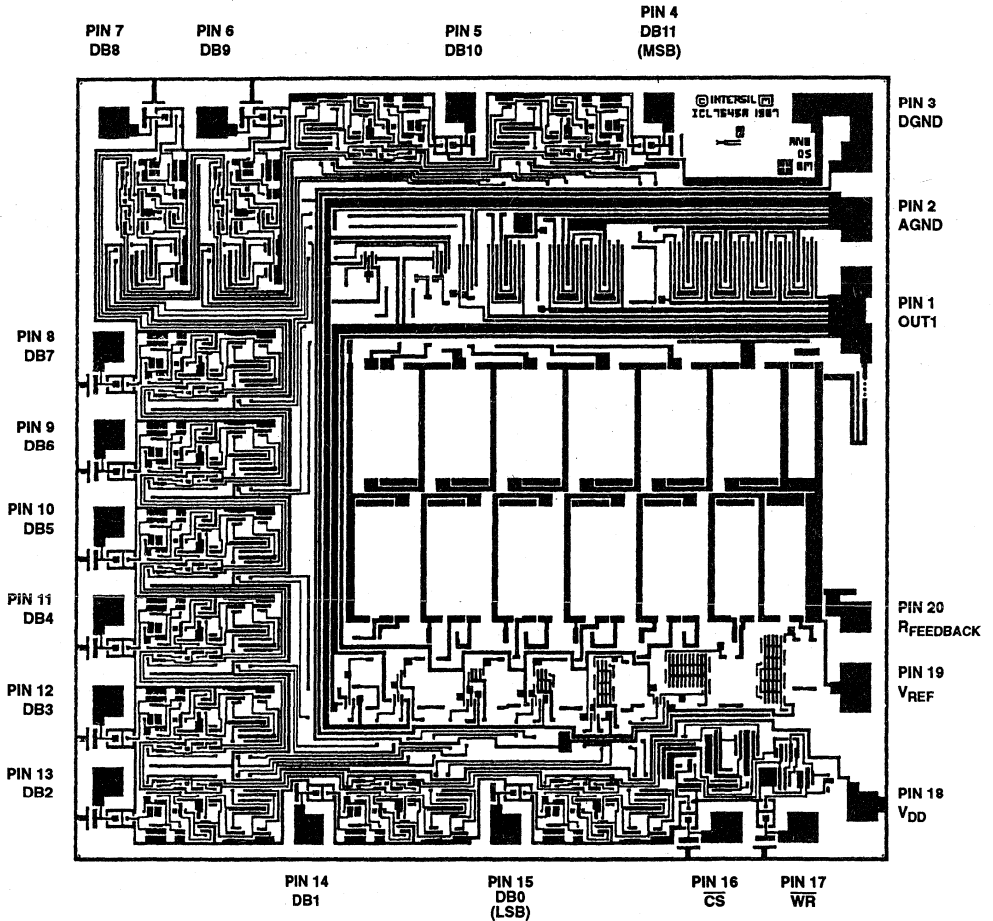 PIN 7
DB8
PIN 6
DB9
PIN 5
DB10
PIN 4
DB11
(MSB)
PIN 3
DGND
PIN 2
AGND
PIN 1
OUT1
© INTERSIL Ⓜ
1987
PIN 8
DB7
PIN 9
DB6
PIN 10
DB5
PIN 11
DB4
PIN 12
DB3
PIN 13
DB2
PIN 20
RFEEDBACK
PIN 19
VREF
PIN 18
VDD
PIN 14
DB1
PIN 15
DB0
(LSB)
PIN 16
CS
PIN 17
WR